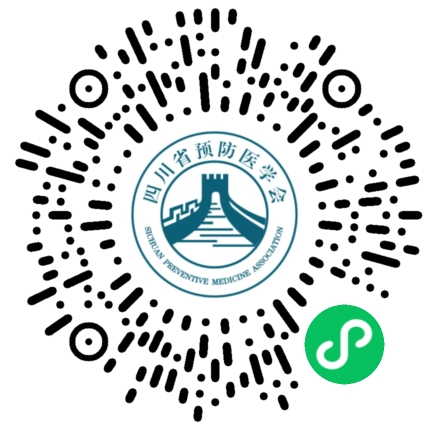 四川省预防医学会
SICHUAN PREVENTIVE MEDICINE ASSOCIATION